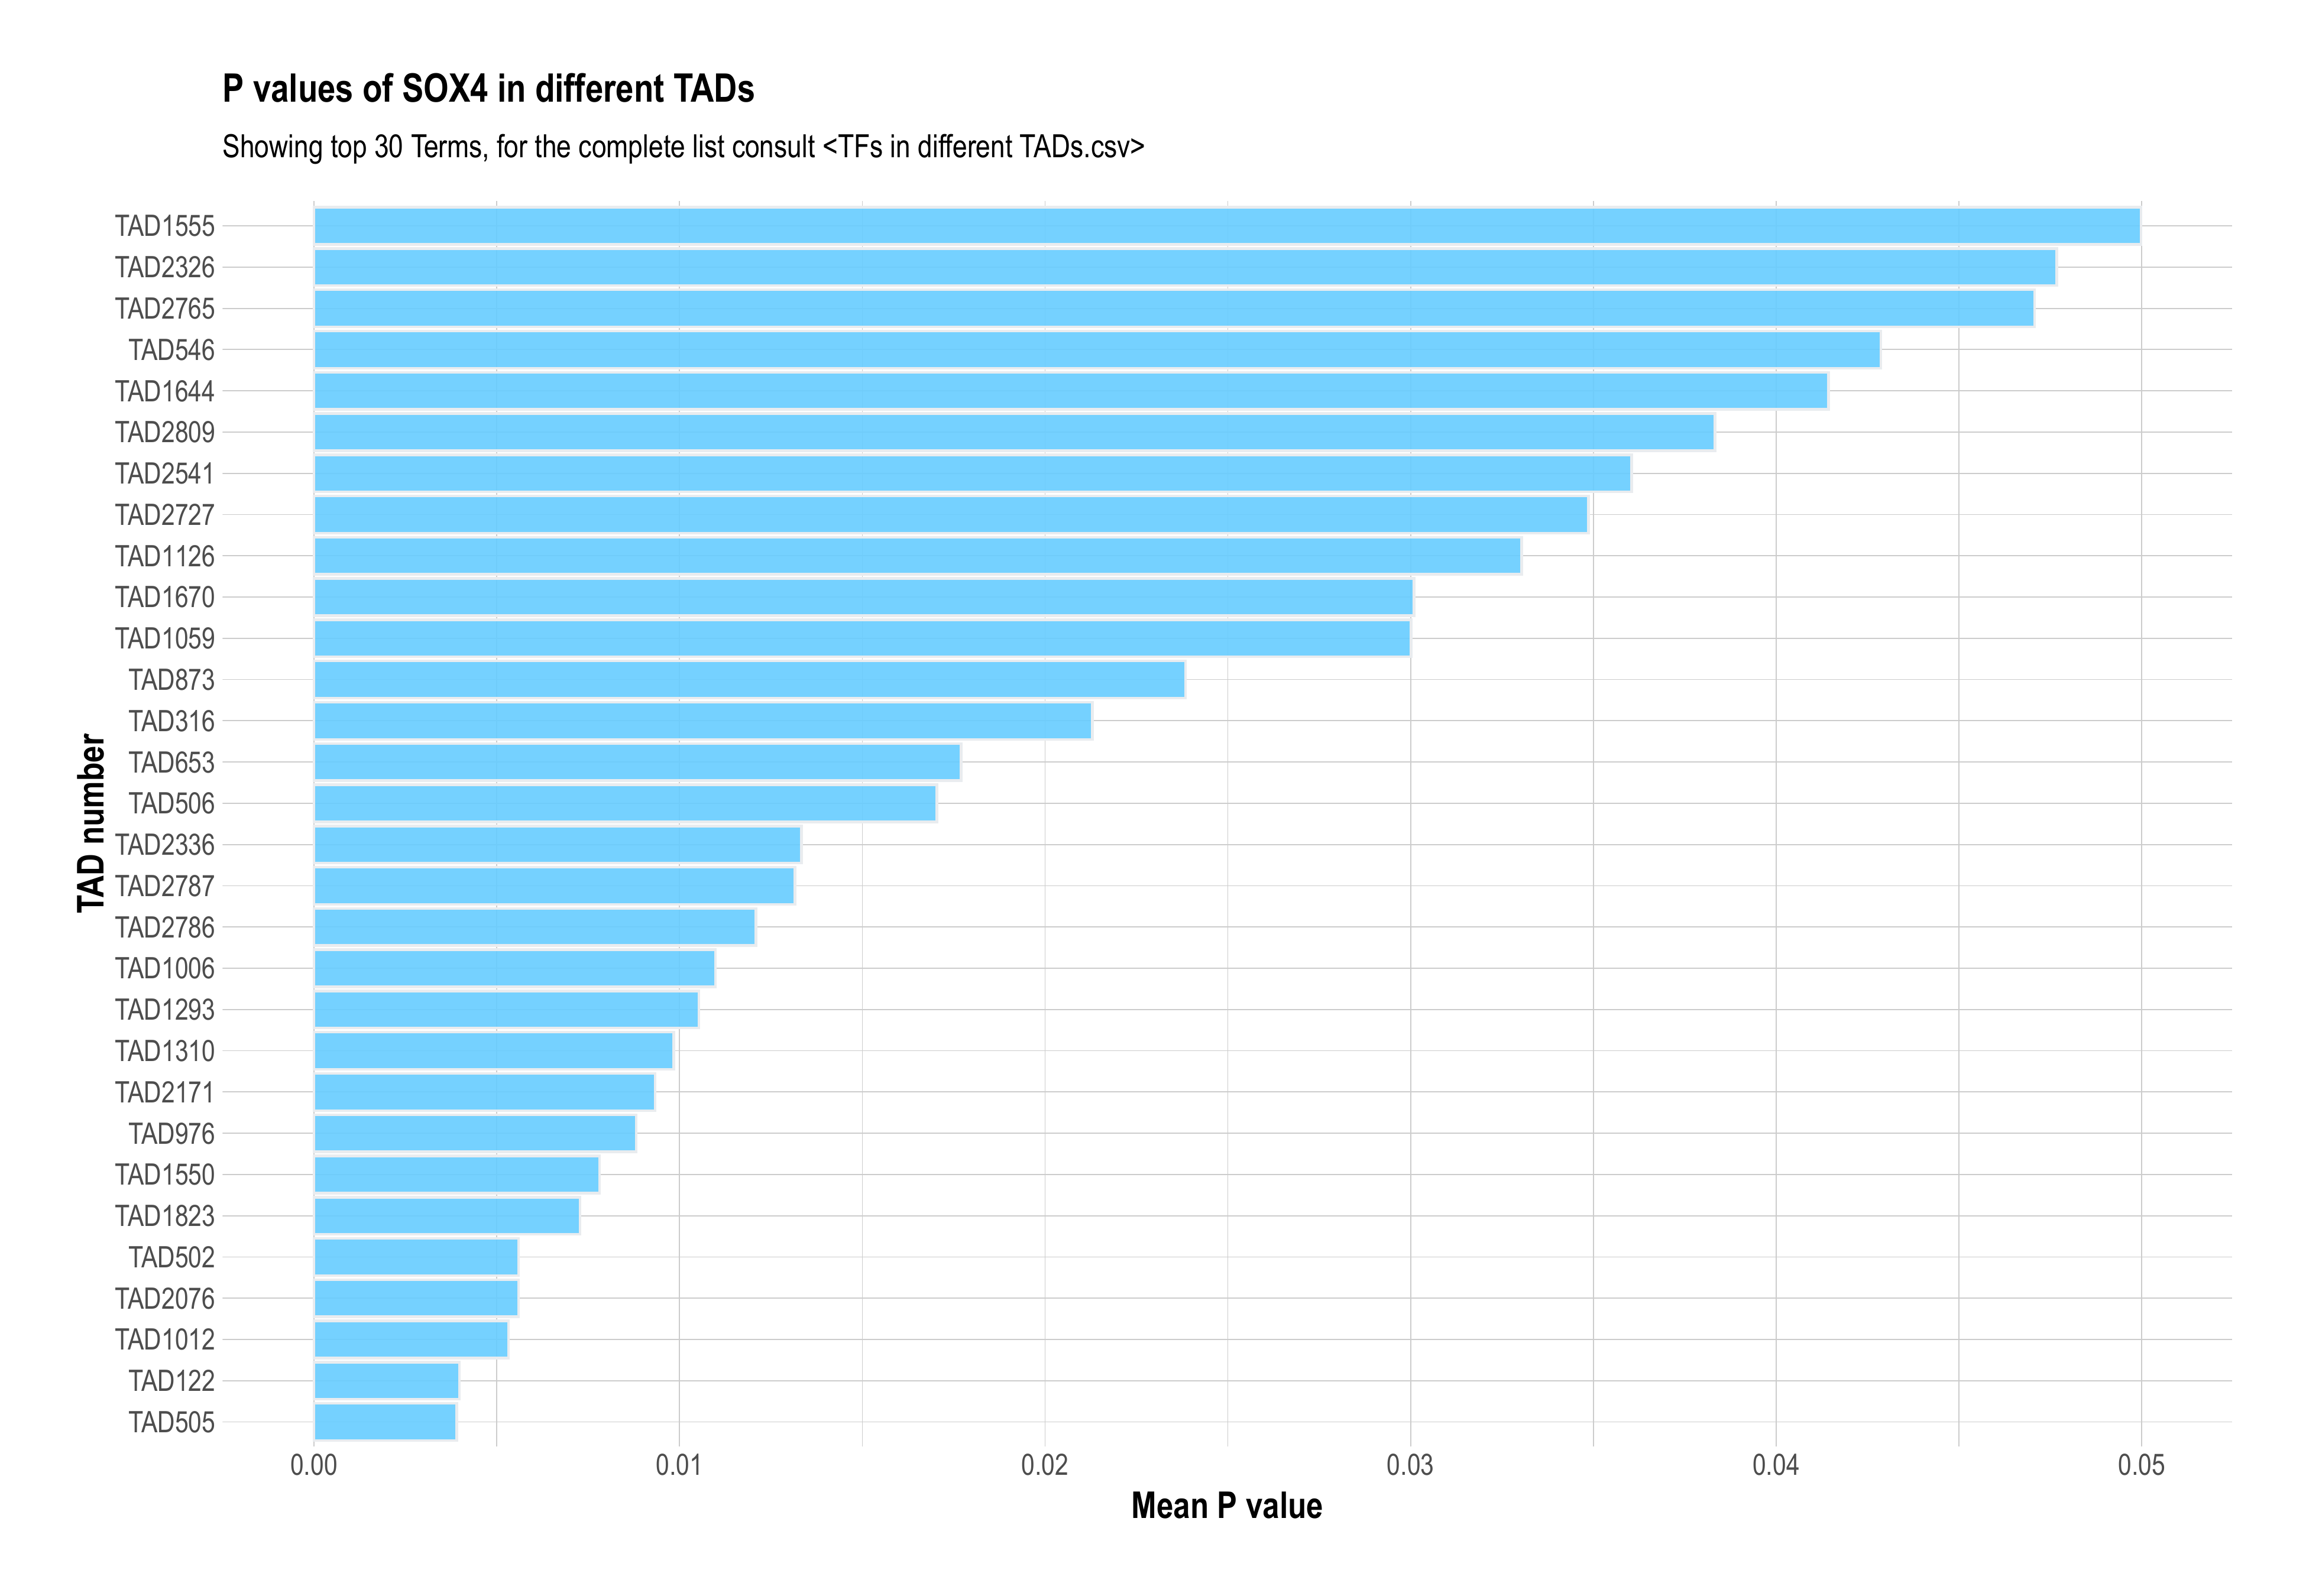 P values of SOX4 in different TADs
Showing top 30 Terms, for the complete list consult <TFs in different TADs.csv>
TAD number
TAD1555
TAD2326
TAD2765
TAD546
TAD1644
TAD2809
TAD2541
TAD2727
TAD1126
TAD1670
TAD1059
TAD873
TAD316
TAD653
TAD506
TAD2336
TAD2787
TAD2786
TAD1006
TAD1293
TAD1310
TAD2171
TAD976
TAD1550
TAD1823
TAD502
TAD2076
TAD1012
TAD122
TAD505
0.00 0.01 0.02 0.03 0.04 0.05
Mean P value